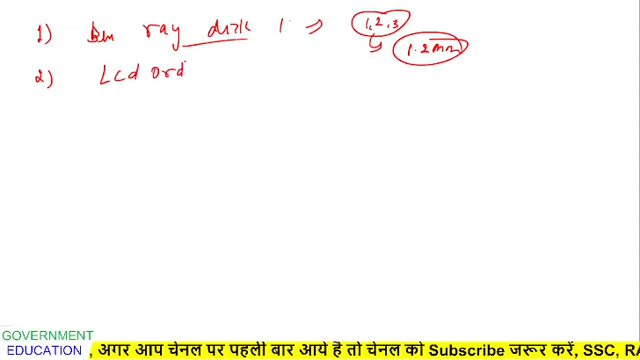 1) Blu ray disk 1. ⇒ 1, 2, 3
1.2 mm
2) Lcd ord
GOVERNMENT
EDUCATION
, अगर आप चेनल पर पहली बार आये है तो चेनल को Subscribe जरूर करें, SSC, RA